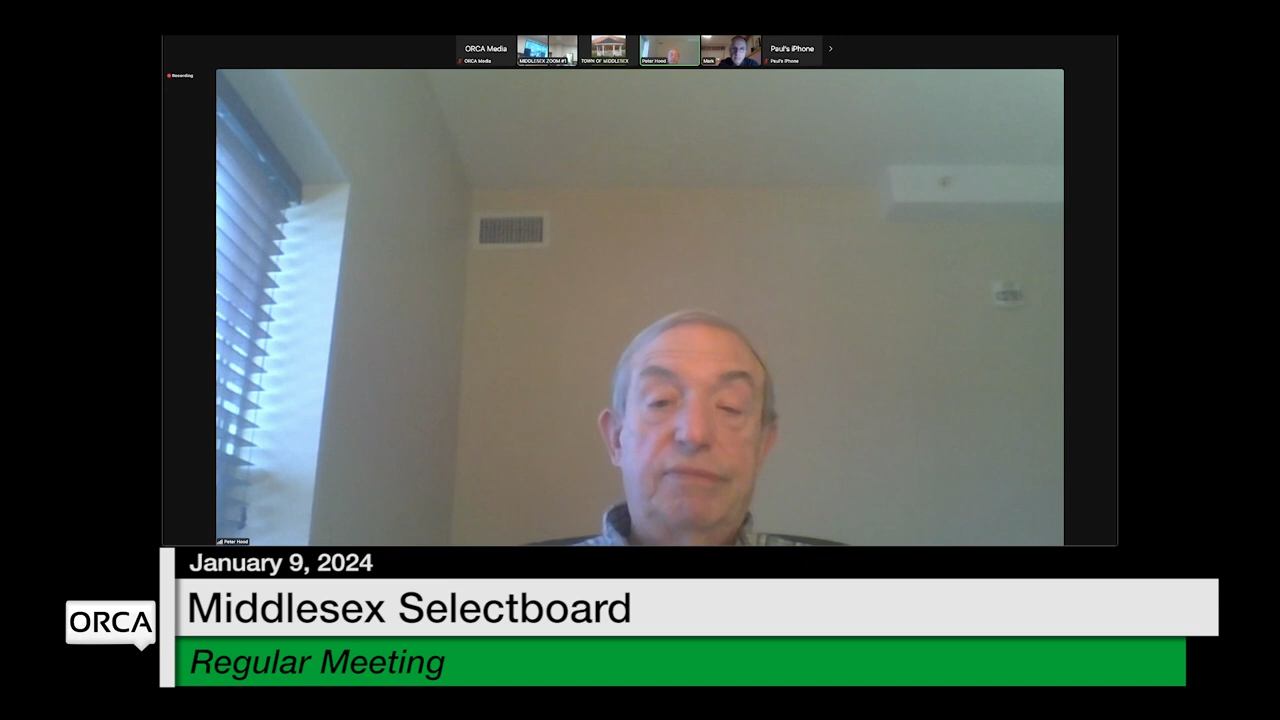 ORCA Media
Paul's iPhone
ORCA Media
MIDDLESEX ZOOM #1
TOWN OF MIDDLESEX
Peter Hood
Mark
Paul's iPhone
Recording
Peter Hood
January 9, 2024
Middlesex Selectboard
ORCA
Regular Meeting